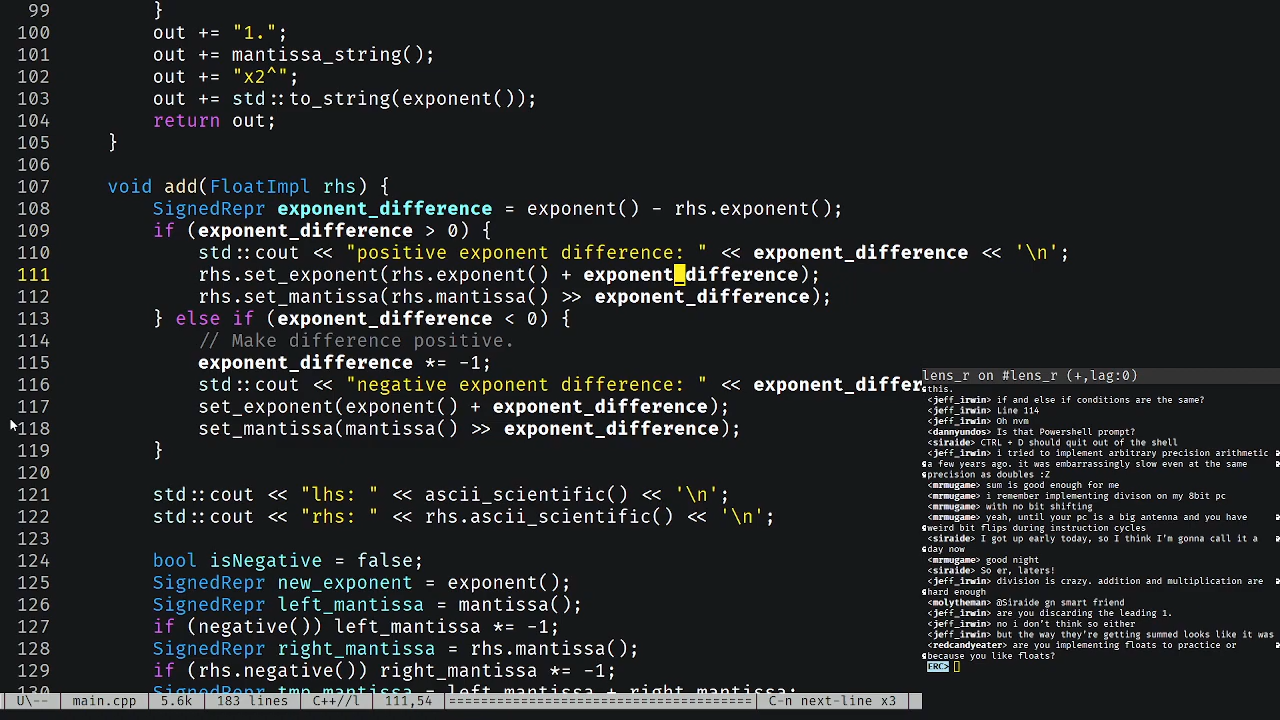 99 }
100 out += "1.";
101 out += mantissa_string();
102 out += "x2^";
103 out += std::to_string(exponent());
104 return out;
105 }
106
107 void add(FloatImpl rhs) {
108 SignedRepr exponent_difference = exponent() - rhs.exponent();
109 if (exponent_difference > 0) {
110 std::cout << "positive exponent difference: " << exponent_difference << '\n';
111 rhs.set_exponent(rhs.exponent() + exponent_difference);
112 rhs.set_mantissa(rhs.mantissa() >> exponent_difference);
113 } else if (exponent_difference < 0) {
114 // Make difference positive.
115 exponent_difference *= -1;
116 std::cout << "negative exponent difference: " << exponent_differ
117 set_exponent(exponent() + exponent_difference);
118 set_mantissa(mantissa() >> exponent_difference);
119 }
120
121 std::cout << "lhs: " << ascii_scientific() << '\n';
122 std::cout << "rhs: " << rhs.ascii_scientific() << '\n';
123
124 bool isNegative = false;
125 SignedRepr new_exponent = exponent();
126 SignedRepr left_mantissa = mantissa();
127 if (negative()) left_mantissa *= -1;
128 SignedRepr right_mantissa = rhs.mantissa();
129 if (rhs.negative()) right_mantissa *= -1;
130 SignedRepr tmp_mantissa = left_mantissa + right_mantissa;
U\-- main.cpp 5.6k 183 lines C++//l 111,54 C-n next-line x3
lens_r on #lens_r (+,lag:0)
this.
<jeff_irwin> if and else if conditions are the same?
<jeff_irwin> Line 114
<jeff_irwin> Oh nvm
<dannyundos> Is that Powershell prompt?
<siraide> CTRL + D should quit out of the shell
<jeff_irwin> i tried to implement arbitrary precision arithmetic
a few years ago. it was embarrassingly slow even at the same
precision as doubles :Z
<mrmugame> sum is good enough for me
<mrmugame> i remember implementing divison on my 8bit pc
<mrmugame> with no bit shifting
<mrmugame> yeah, until your pc is a big antenna and you have
weird bit flips during instruction cycles
<siraide> I got up early today, so I think I'm gonna call it a
day now
<mrmugame> good night
<siraide> So er, laters!
<jeff_irwin> division is crazy. addition and multiplication are
hard enough
<molytheman> @Siraide gn smart friend
<jeff_irwin> are you discarding the leading 1.
<jeff_irwin> no i don't think so either
<jeff_irwin> but the way they're getting summed looks like it was
<redcandyeater> are you implementing floats to practice or
because you like floats?
ERC>